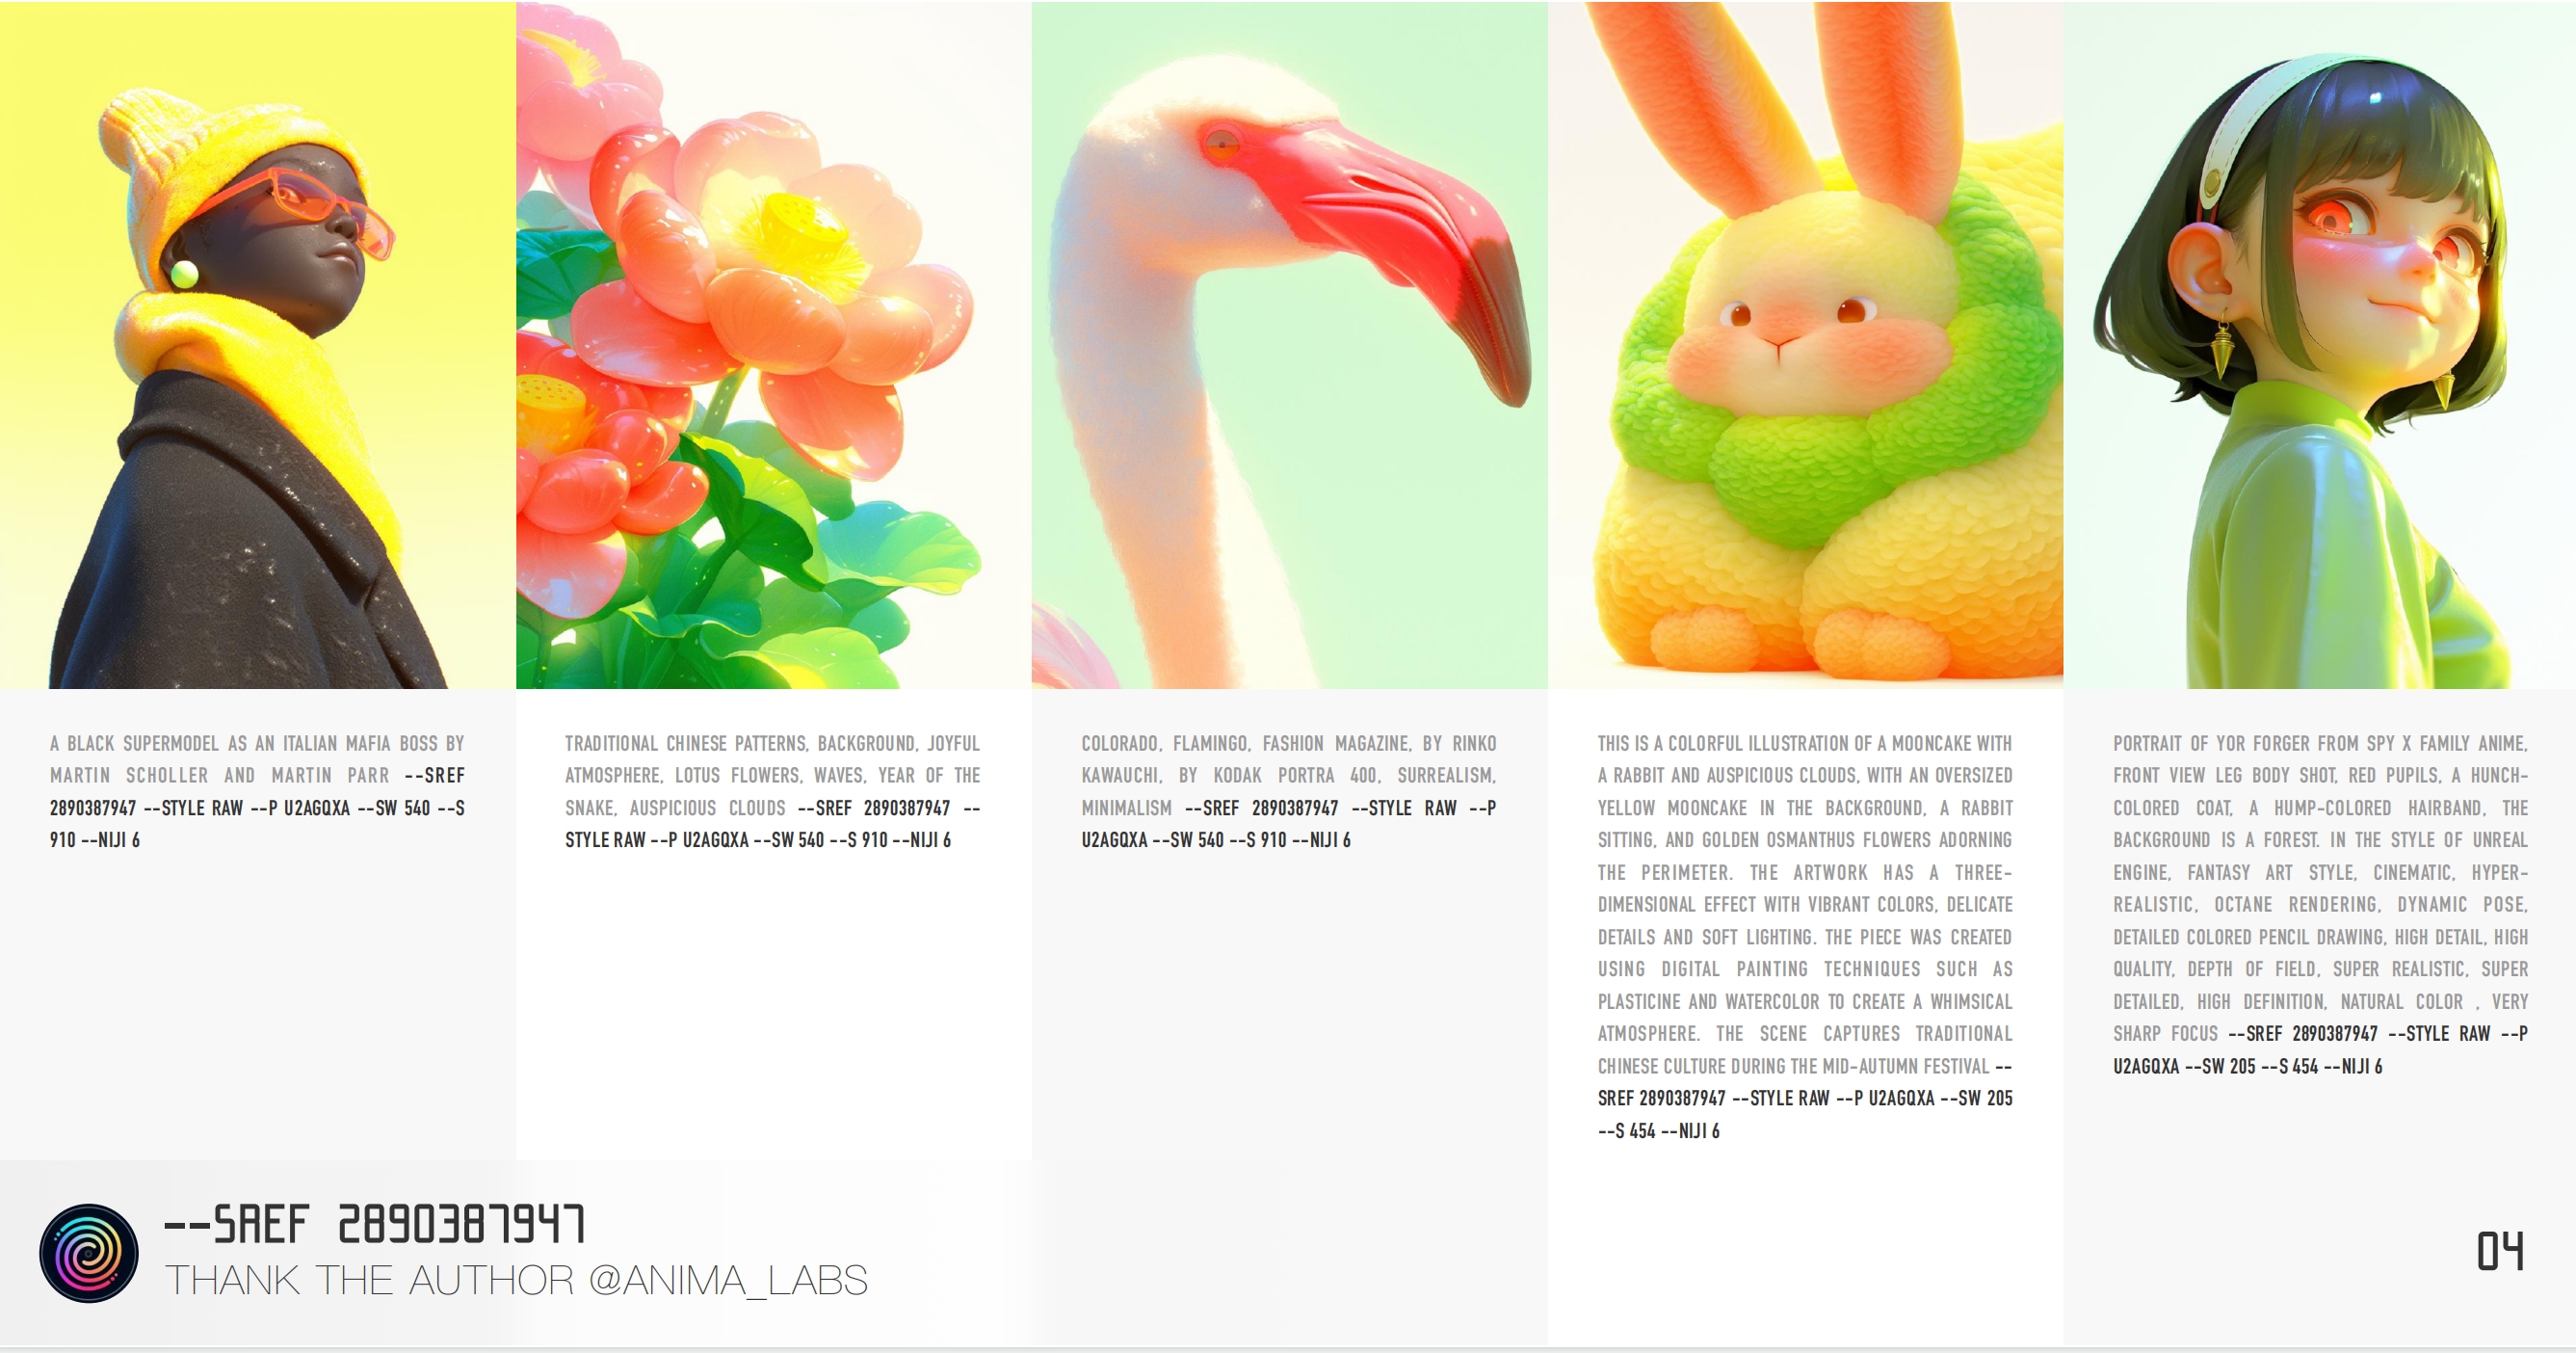 A BLACK SUPERMODEL AS AN ITALIAN MAFIA BOSS BY
MARTIN SCHOLLER AND MARTIN PARR --SREF
2890387947 --STYLE RAW --P U2AGQXA --SW 540 --S
910 --NIJI 6
TRADITIONAL CHINESE PATTERNS, BACKGROUND, JOYFUL
ATMOSPHERE, LOTUS FLOWERS, WAVES, YEAR OF THE
SNAKE, AUSPICIOUS CLOUDS --SREF 2890387947 --
STYLE RAW --P U2AGQXA --SW 540 --S 910 --NIJI 6
COLORADO, FLAMINGO, FASHION MAGAZINE, BY RINKO
KAWAUCHI, BY KODAK PORTRA 400, SURREALISM,
MINIMALISM --SREF 2890387947 --STYLE RAW --P
U2AGQXA --SW 540 --S 910 --NIJI 6
THIS IS A COLORFUL ILLUSTRATION OF A MOONCAKE WITH
A RABBIT AND AUSPICIOUS CLOUDS, WITH AN OVERSIZED
YELLOW MOONCAKE IN THE BACKGROUND, A RABBIT
SITTING, AND GOLDEN OSMANTHUS FLOWERS ADORNING
THE PERIMETER. THE ARTWORK HAS A THREE-
DIMENSIONAL EFFECT WITH VIBRANT COLORS, DELICATE
DETAILS AND SOFT LIGHTING. THE PIECE WAS CREATED
USING DIGITAL PAINTING TECHNIQUES SUCH AS
PLASTICINE AND WATERCOLOR TO CREATE A WHIMSICAL
ATMOSPHERE. THE SCENE CAPTURES TRADITIONAL
CHINESE CULTURE DURING THE MID-AUTUMN FESTIVAL --
SREF 2890387947 --STYLE RAW --P U2AGQXA --SW 205
--S 454 --NIJI 6
PORTRAIT OF YOR FORGER FROM SPY X FAMILY ANIME,
FRONT VIEW LEG BODY SHOT, RED PUPILS, A HUNCH-
COLORED COAT, A HUMP-COLORED HAIRBAND, THE
BACKGROUND IS A FOREST. IN THE STYLE OF UNREAL
ENGINE, FANTASY ART STYLE, CINEMATIC, HYPER-
REALISTIC, OCTANE RENDERING, DYNAMIC POSE,
DETAILED COLORED PENCIL DRAWING, HIGH DETAIL, HIGH
QUALITY, DEPTH OF FIELD, SUPER REALISTIC, SUPER
DETAILED, HIGH DEFINITION, NATURAL COLOR , VERY
SHARP FOCUS --SREF 2890387947 --STYLE RAW --P
U2AGQXA --SW 205 --S 454 --NIJI 6
--SREF 2890387947
THANK THE AUTHOR @ANIMA_LABS
04